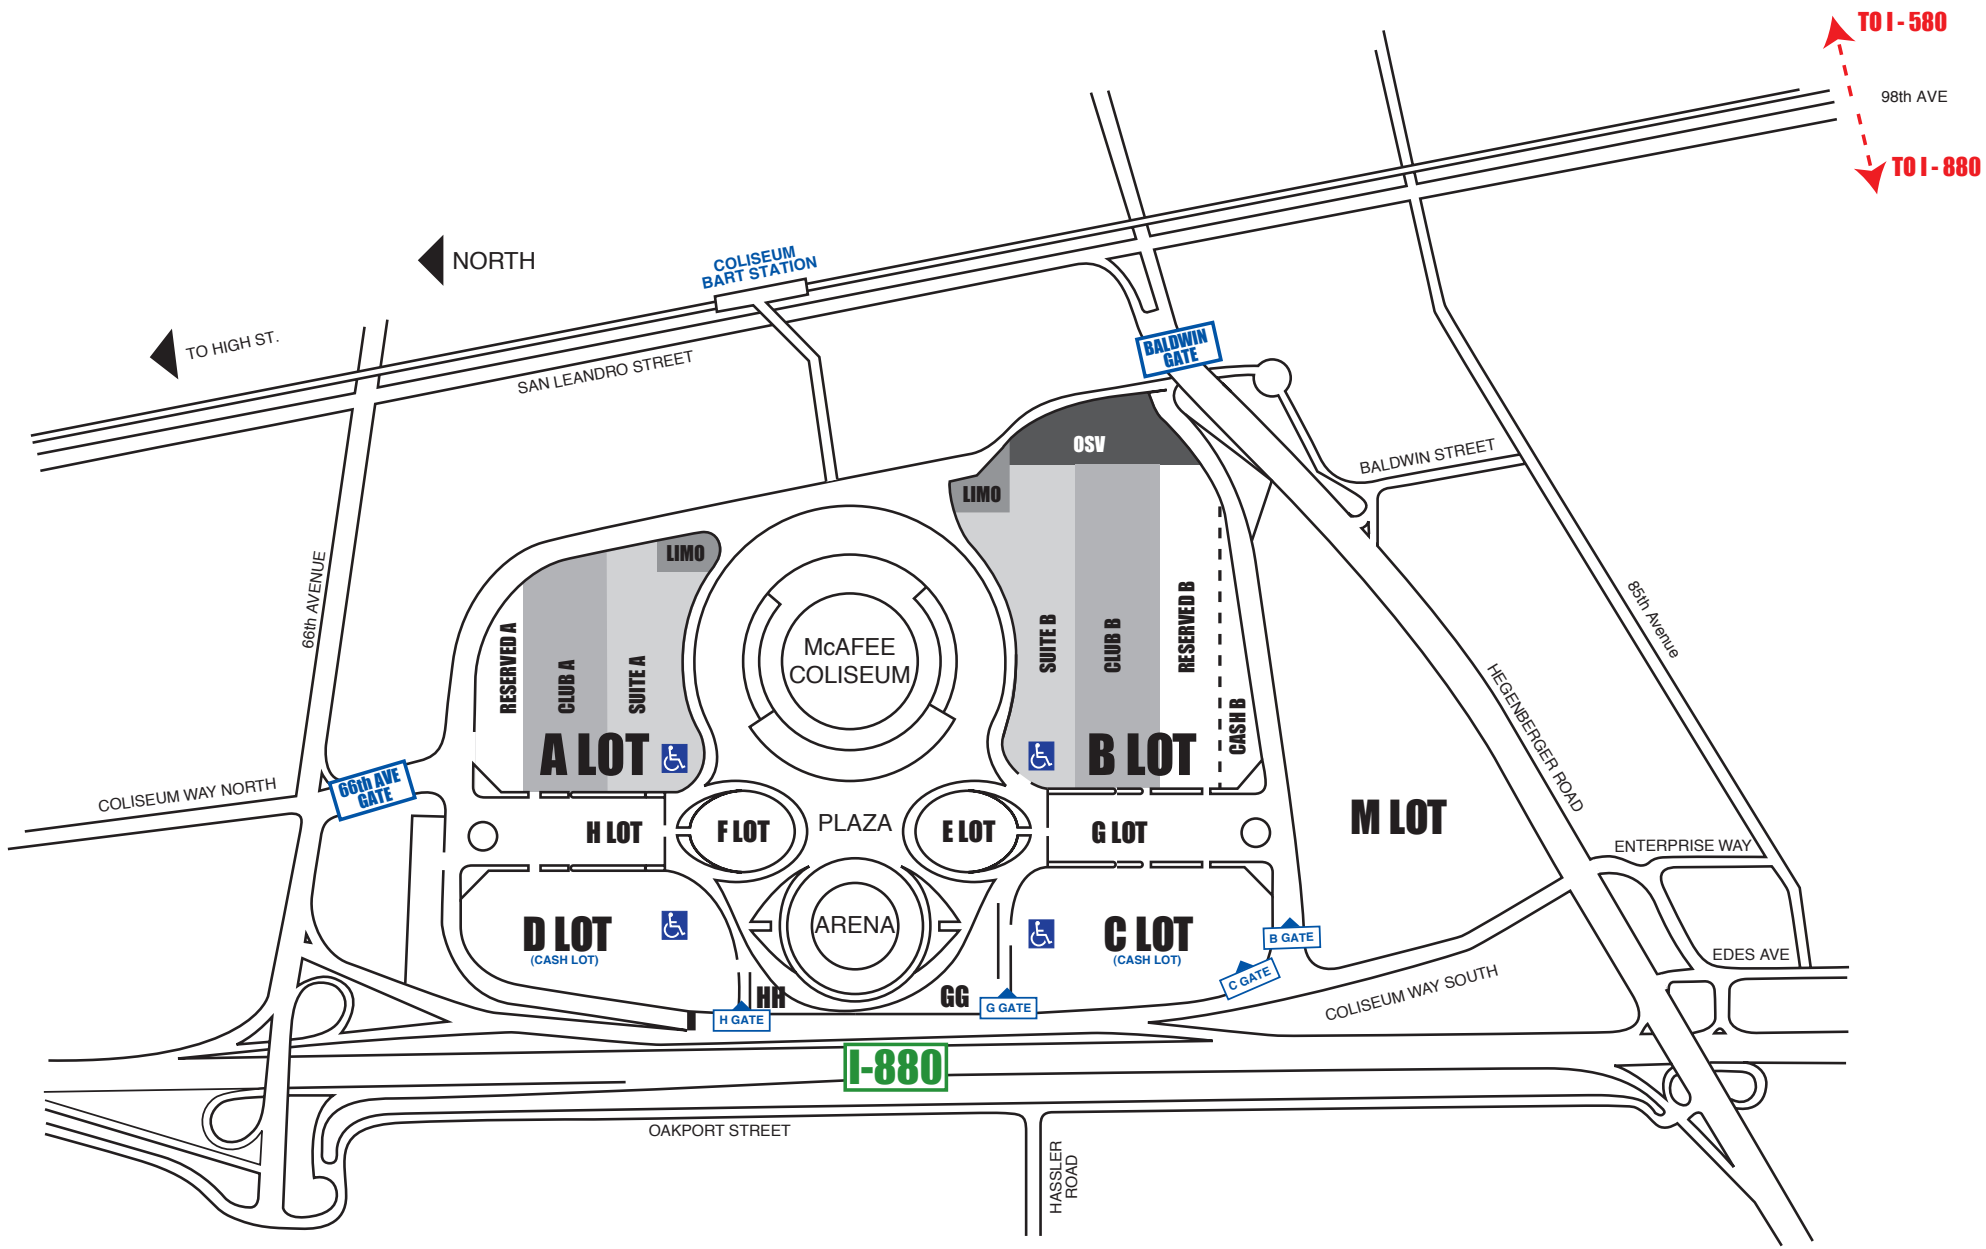 TO I - 580
98th AVE
TO I - 880
NORTH
COLISEUM
BART STATION
TO HIGH ST.
SAN LEANDRO STREET
BALDWIN
GATE
OSV
BALDWIN STREET
LIMO
LIMO
66th AVENUE
RESERVED A
CLUB A
SUITE A
McAFEE
COLISEUM
SUITE B
CLUB B
RESERVED B
CASH B
85th Avenue
HEGENBERGER ROAD
A LOT
B LOT
66th AVE
GATE
COLISEUM WAY NORTH
H LOT
F LOT
PLAZA
E LOT
G LOT
M LOT
ENTERPRISE WAY
D LOT
(CASH LOT)
ARENA
C LOT
(CASH LOT)
B GATE
C GATE
EDES AVE
COLISEUM WAY SOUTH
HH
GG
H GATE
G GATE
I-880
OAKPORT STREET
HASSLER
ROAD